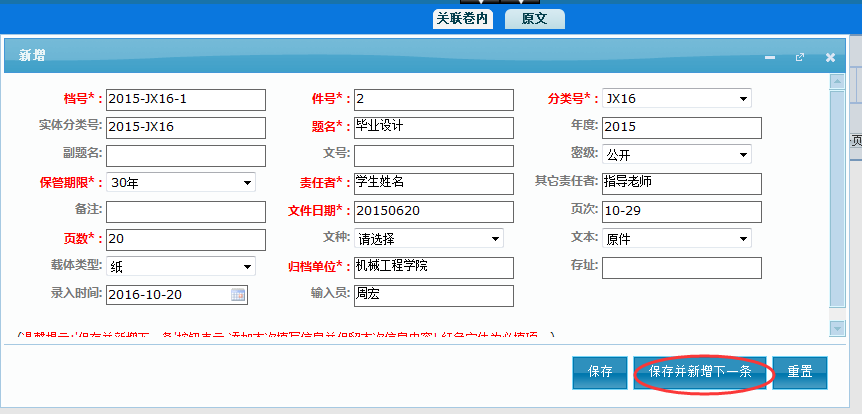 关联卷内 原文
新增
档号*: 2015-JX16-1 件号*: 2 分类号*: JX16
实体分类号: 2015-JX16 题名*: 毕业设计 年度: 2015
副题名: 文号: 密级: 公开
保管期限*: 30年 责任者*: 学生姓名 其它责任者: 指导老师
备注: 文件日期*: 20150620 页次: 10-29
页数*: 20 文种: 请选择 文本: 原件
载体类型: 纸 归档单位*: 机械工程学院 存址:
录入时间: 2016-10-20 输入员: 周宏
保存 保存并新增下一条 重置